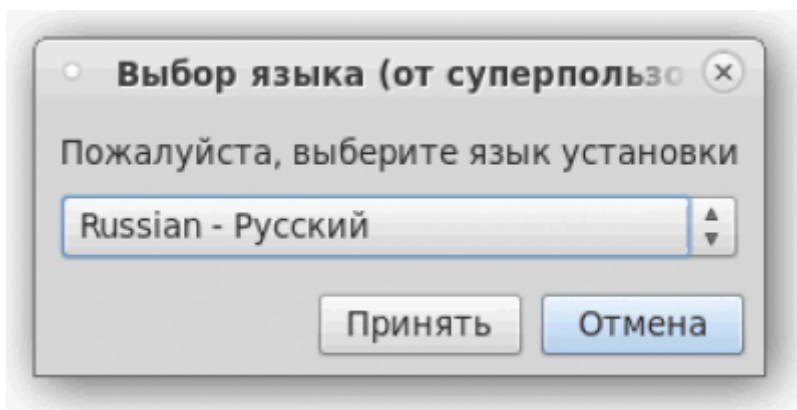 Выбор языка (от суперпользо
Пожалуйста, выберите язык установки
Russian - Русский
Принять
Отмена